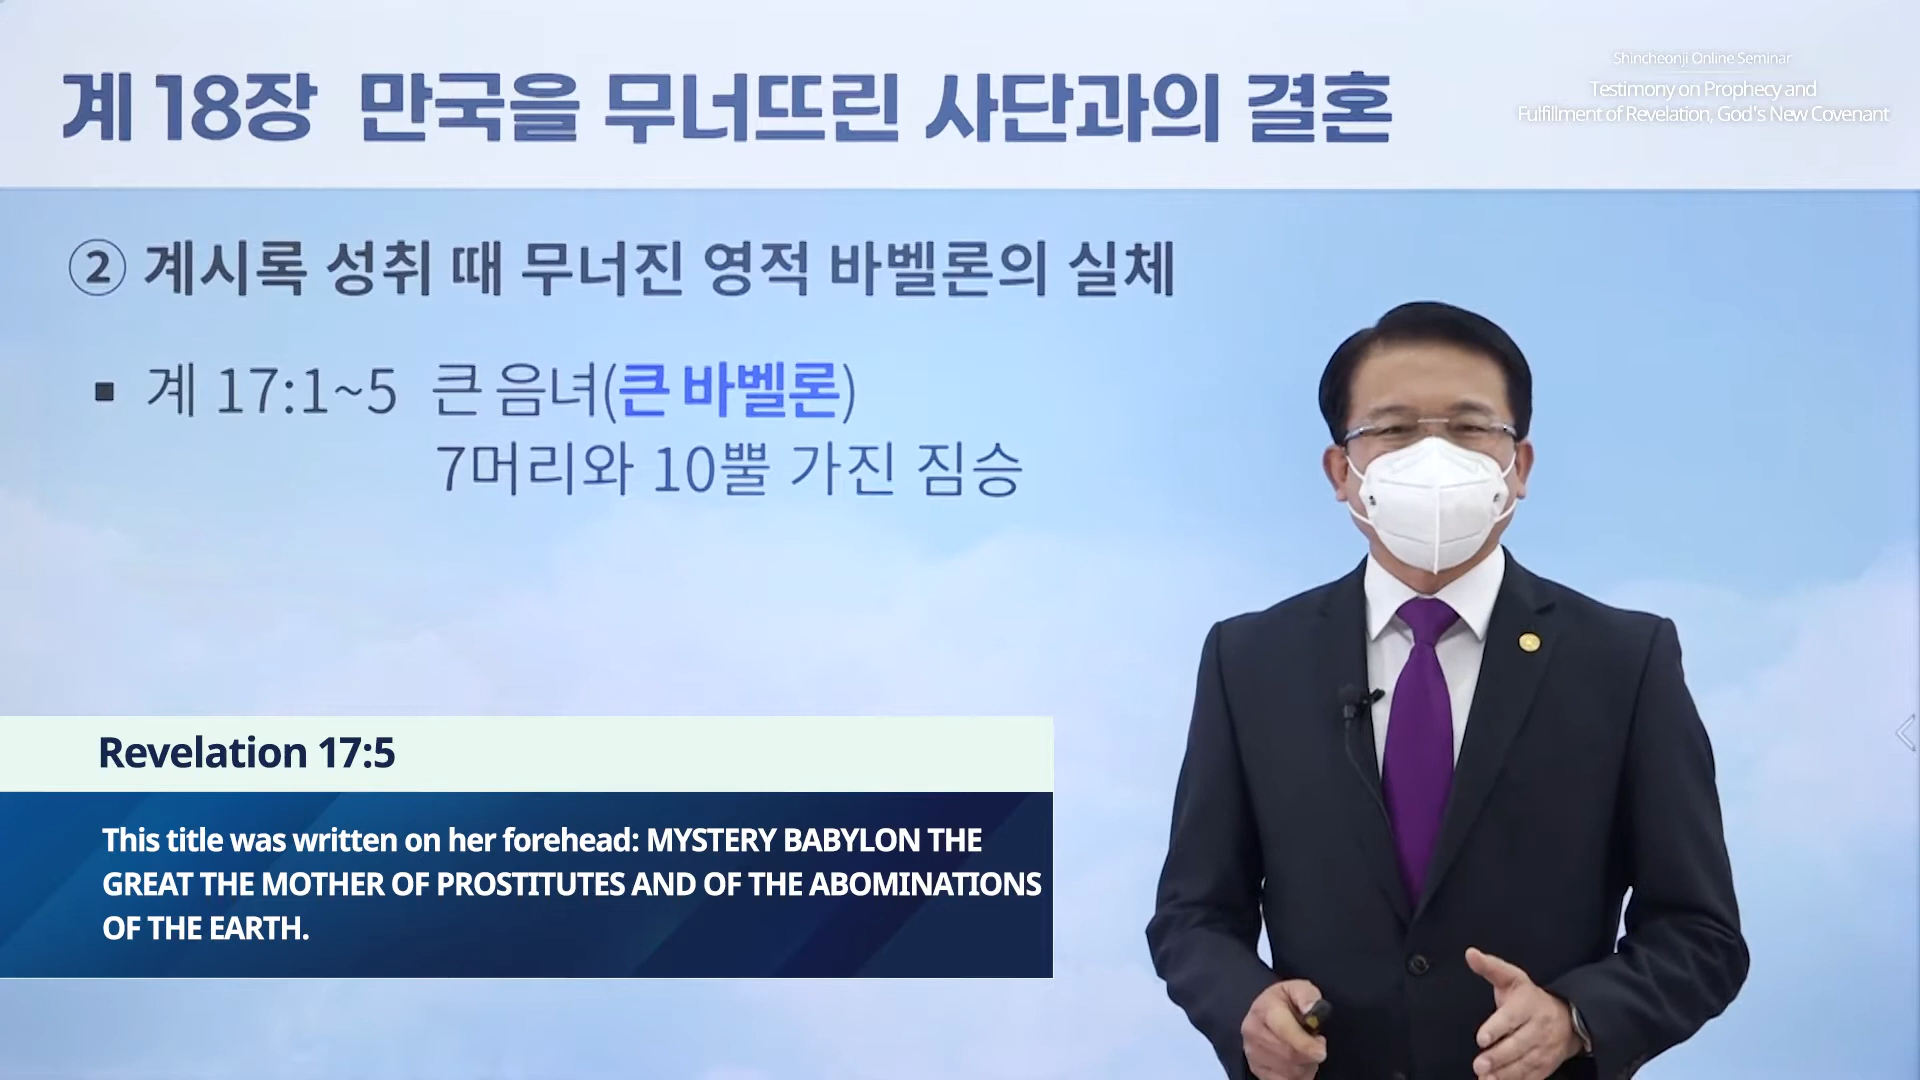 계 18장 만국을 무너뜨린 사단과의 결혼
Shincheonji Online Seminar
Testimony on Prophecy and
Fulfillment of Revelation, God's New Covenant
② 계시록 성취 때 무너진 영적 바벨론의 실체
▪ 계 17:1~5 큰 음녀(큰 바벨론)
7머리와 10뿔 가진 짐승
Revelation 17:5
This title was written on her forehead: MYSTERY BABYLON THE
GREAT THE MOTHER OF PROSTITUTES AND OF THE ABOMINATIONS
OF THE EARTH.